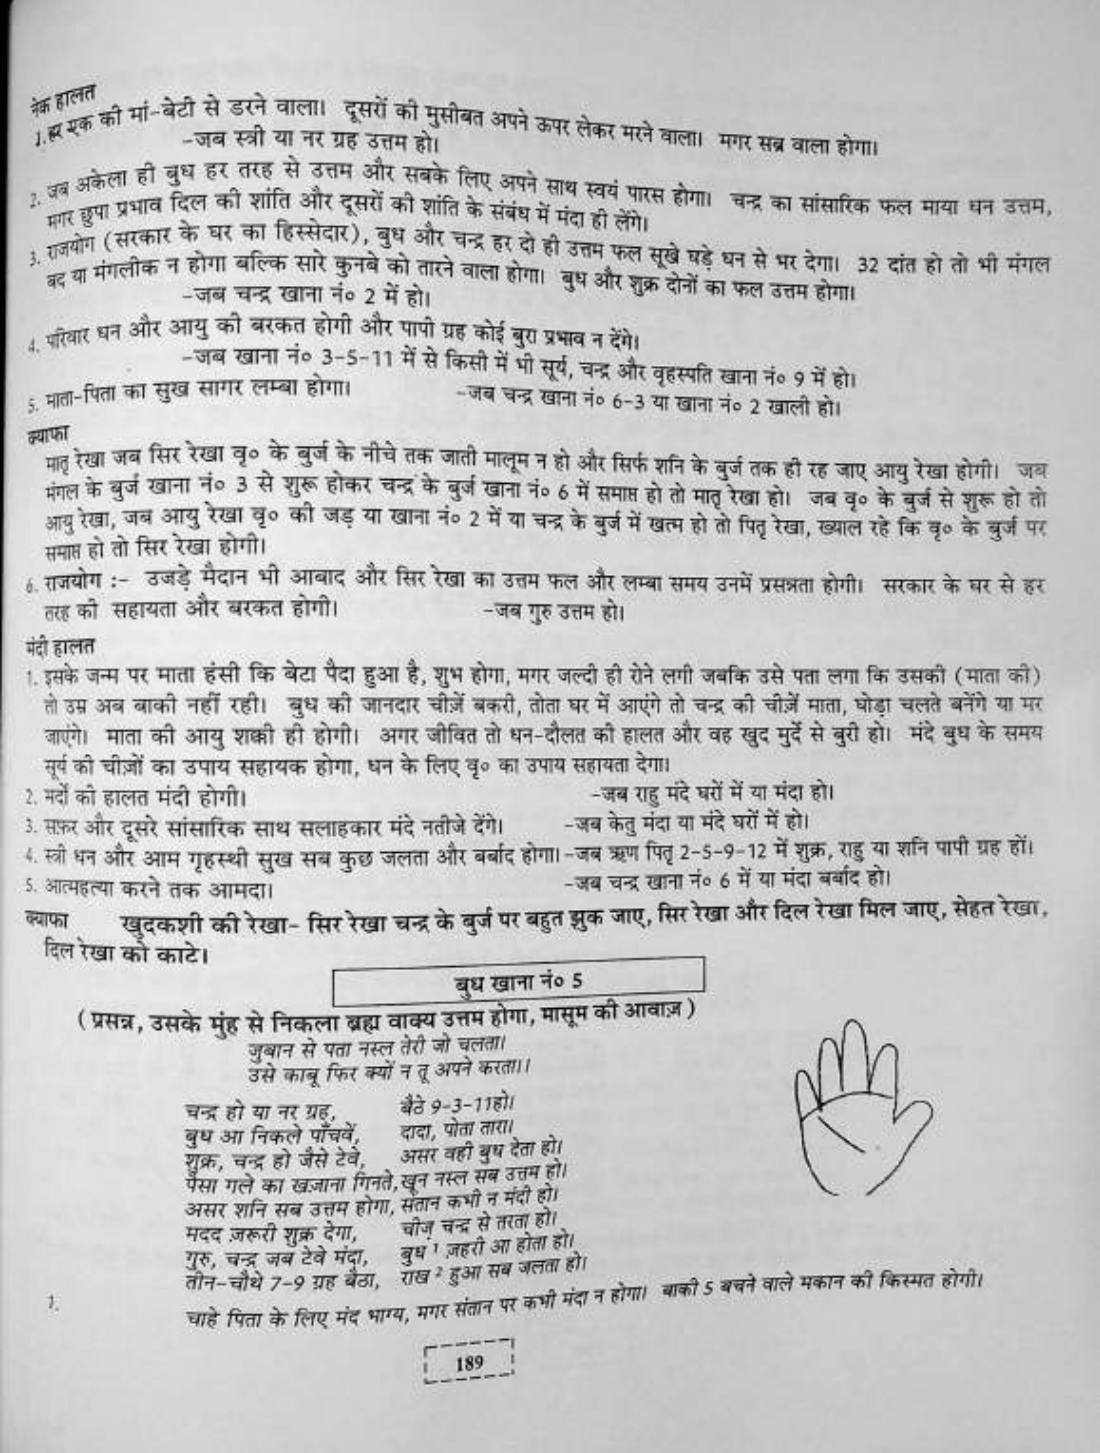 नेक हालत
1. हर एक की मां-बेटी से डरने वाला। दूसरों की मुसीबत अपने ऊपर लेकर मरने वाला। मगर सब्र वाला होगा।
-जब स्त्री या नर ग्रह उत्तम हो।
2. जब अकेला ही बुध हर तरह से उत्तम और सबके लिए अपने साथ स्वयं पारस होगा। चन्द्र का सांसारिक फल माया धन उत्तम,
मगर छुपा प्रभाव दिल की शांति और दूसरों की शांति के संबंध में मंदा ही लेंगे।
3. राजयोग (सरकार के घर का हिस्सेदार), बुध और चन्द्र हर दो ही उत्तम फल सूखे घड़े धन से भर देगा। 32 दांत हो तो भी मंगल
बद या मंगलीक न होगा बल्कि सारे कुनबे को तारने वाला होगा। बुध और शुक्र दोनों का फल उत्तम होगा।
-जब चन्द्र खाना नं० 2 में हो।
4. परिवार धन और आयु की बरकत होगी और पापी ग्रह कोई बुरा प्रभाव न देंगे।
-जब खाना नं० 3-5-11 में से किसी में भी सूर्य, चन्द्र और वृहस्पति खाना नं० 9 में हो।
5. माता-पिता का सुख सागर लम्बा होगा। -जब चन्द्र खाना नं० 6-3 या खाना नं० 2 खाली हो।
क्याफा
मातृ रेखा जब सिर रेखा वृ० के बुर्ज के नीचे तक जाती मालूम न हो और सिर्फ शनि के बुर्ज तक ही रह जाए आयु रेखा होगी। जब
मंगल के बुर्ज खाना नं० 3 से शुरू होकर चन्द्र के बुर्ज खाना नं० 6 में समाप्त हो तो मातृ रेखा हो। जब वृ० के बुर्ज से शुरू हो तो
आयु रेखा, जब आयु रेखा वृ० की जड़ या खाना नं० 2 में या चन्द्र के बुर्ज में खत्म हो तो पितृ रेखा, ख्याल रहे कि वृ० के बुर्ज पर
समाप्त हो तो सिर रेखा होगी।
6. राजयोग :- उजड़े मैदान भी आबाद और सिर रेखा का उत्तम फल और लम्बा समय उनमें प्रसन्नता होगी। सरकार के घर से हर
तरह की सहायता और बरकत होगी। -जब गुरु उत्तम हो।
मंदी हालत
1. इसके जन्म पर माता हंसी कि बेटा पैदा हुआ है, शुभ होगा, मगर जल्दी ही रोने लगी जबकि उसे पता लगा कि उसकी (माता की)
तो उम्र अब बाकी नहीं रही। बुध की जानदार चीज़ें बकरी, तोता घर में आएंगे तो चन्द्र की चीज़ें माता, घोड़ा चलते बनेंगे या मर
जाएंगे। माता की आयु शक्की ही होगी। अगर जीवित तो धन-दौलत की हालत और वह खुद मुर्दे से बुरी हो। मंदे बुध के समय
सूर्य की चीज़ों का उपाय सहायक होगा, धन के लिए वृ० का उपाय सहायता देगा।
2. मर्दों की हालत मंदी होगी। -जब राहु मंदे घरों में या मंदा हो।
3. सफ़र और दूसरे सांसारिक साथ सलाहकार मंदे नतीजे देंगे। -जब केतु मंदा या मंदे घरों में हो।
4. स्त्री धन और आम गृहस्थी सुख सब कुछ जलता और बर्बाद होगा। -जब ऋण पितृ 2-5-9-12 में शुक्र, राहु या शनि पापी ग्रह हों।
5. आत्महत्या करने तक आमदा। -जब चन्द्र खाना नं० 6 में या मंदा बर्बाद हो।
क्याफा खुदकशी की रेखा- सिर रेखा चन्द्र के बुर्ज पर बहुत झुक जाए, सिर रेखा और दिल रेखा मिल जाए, सेहत रेखा,
दिल रेखा को काटे।
बुध खाना नं० 5
(प्रसन्न, उसके मुंह से निकला ब्रह्म वाक्य उत्तम होगा, मासूम की आवाज़)
जुबान से पता नस्ल तेरी जो चलता।
उसे काबू फिर क्यों न तू अपने करता।।
चन्द्र हो या नर ग्रह, बैठे 9-3-11हो।
बुध आ निकले पाँचवें, दादा, पोता तारा।
शुक्र, चन्द्र हो जैसे टेवे, असर वही बुध देता हो।
पैसा गले का खज़ाना गिनते, खून नस्ल सब उत्तम हो।
असर शनि सब उत्तम होगा, संतान कभी न मंदी हो।
मदद ज़रूरी शुक्र देगा, चीज़ चन्द्र से तरता हो।
गुरु, चन्द्र जब टेवे मंदा, बुध¹ ज़हरी आ होता हो।
तीन-चौथे 7-9 ग्रह बैठा, राख² हुआ सब जलता हो।
1. चाहे पिता के लिए मंद भाग्य, मगर संतान पर कभी मंदा न होगा। बाकी 5 बचने वाले मकान की किस्मत होगी।
189